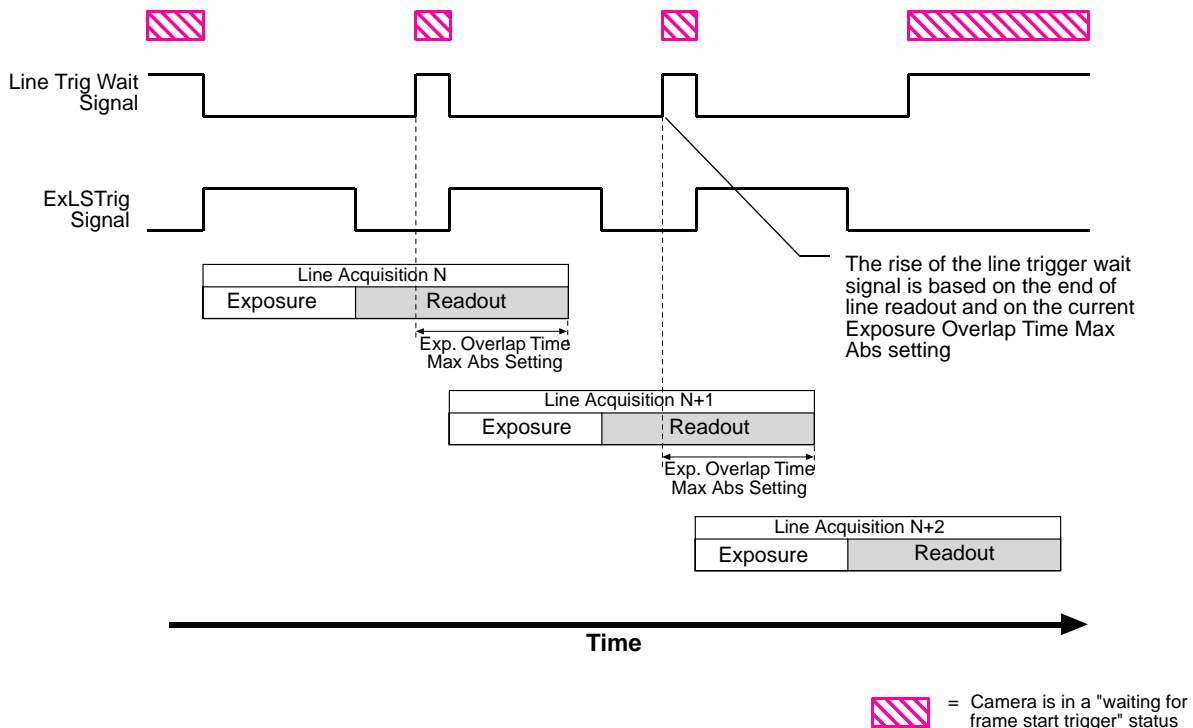 Line Trig Wait
Signal
ExLSTrig
Signal
Line Acquisition N
Exposure Readout
Exp. Overlap Time
Max Abs Setting
The rise of the line trigger wait
signal is based on the end of
line readout and on the current
Exposure Overlap Time Max
Abs setting
Line Acquisition N+1
Exposure Readout
Exp. Overlap Time
Max Abs Setting
Line Acquisition N+2
Exposure Readout
Time
= Camera is in a "waiting for
frame start trigger" status